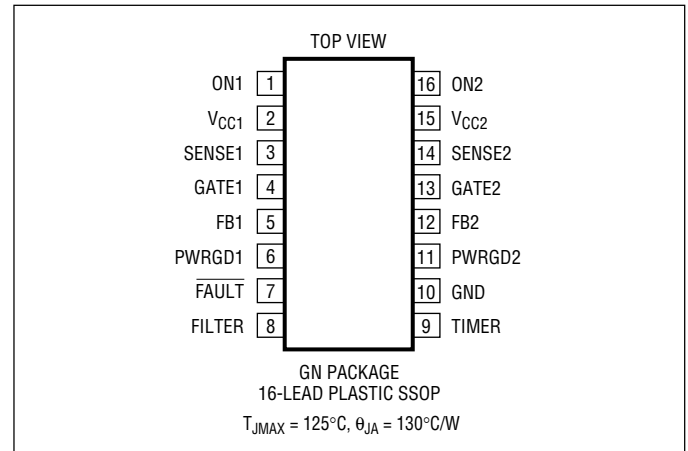 TOP VIEW
ON1 1 16 ON2
VCC1 2 15 VCC2
SENSE1 3 14 SENSE2
GATE1 4 13 GATE2
FB1 5 12 FB2
PWRGD1 6 11 PWRGD2
F̅A̅U̅L̅T̅ 7 10 GND
FILTER 8 9 TIMER
GN PACKAGE
16-LEAD PLASTIC SSOP
TJMAX = 125°C, θJA = 130°C/W